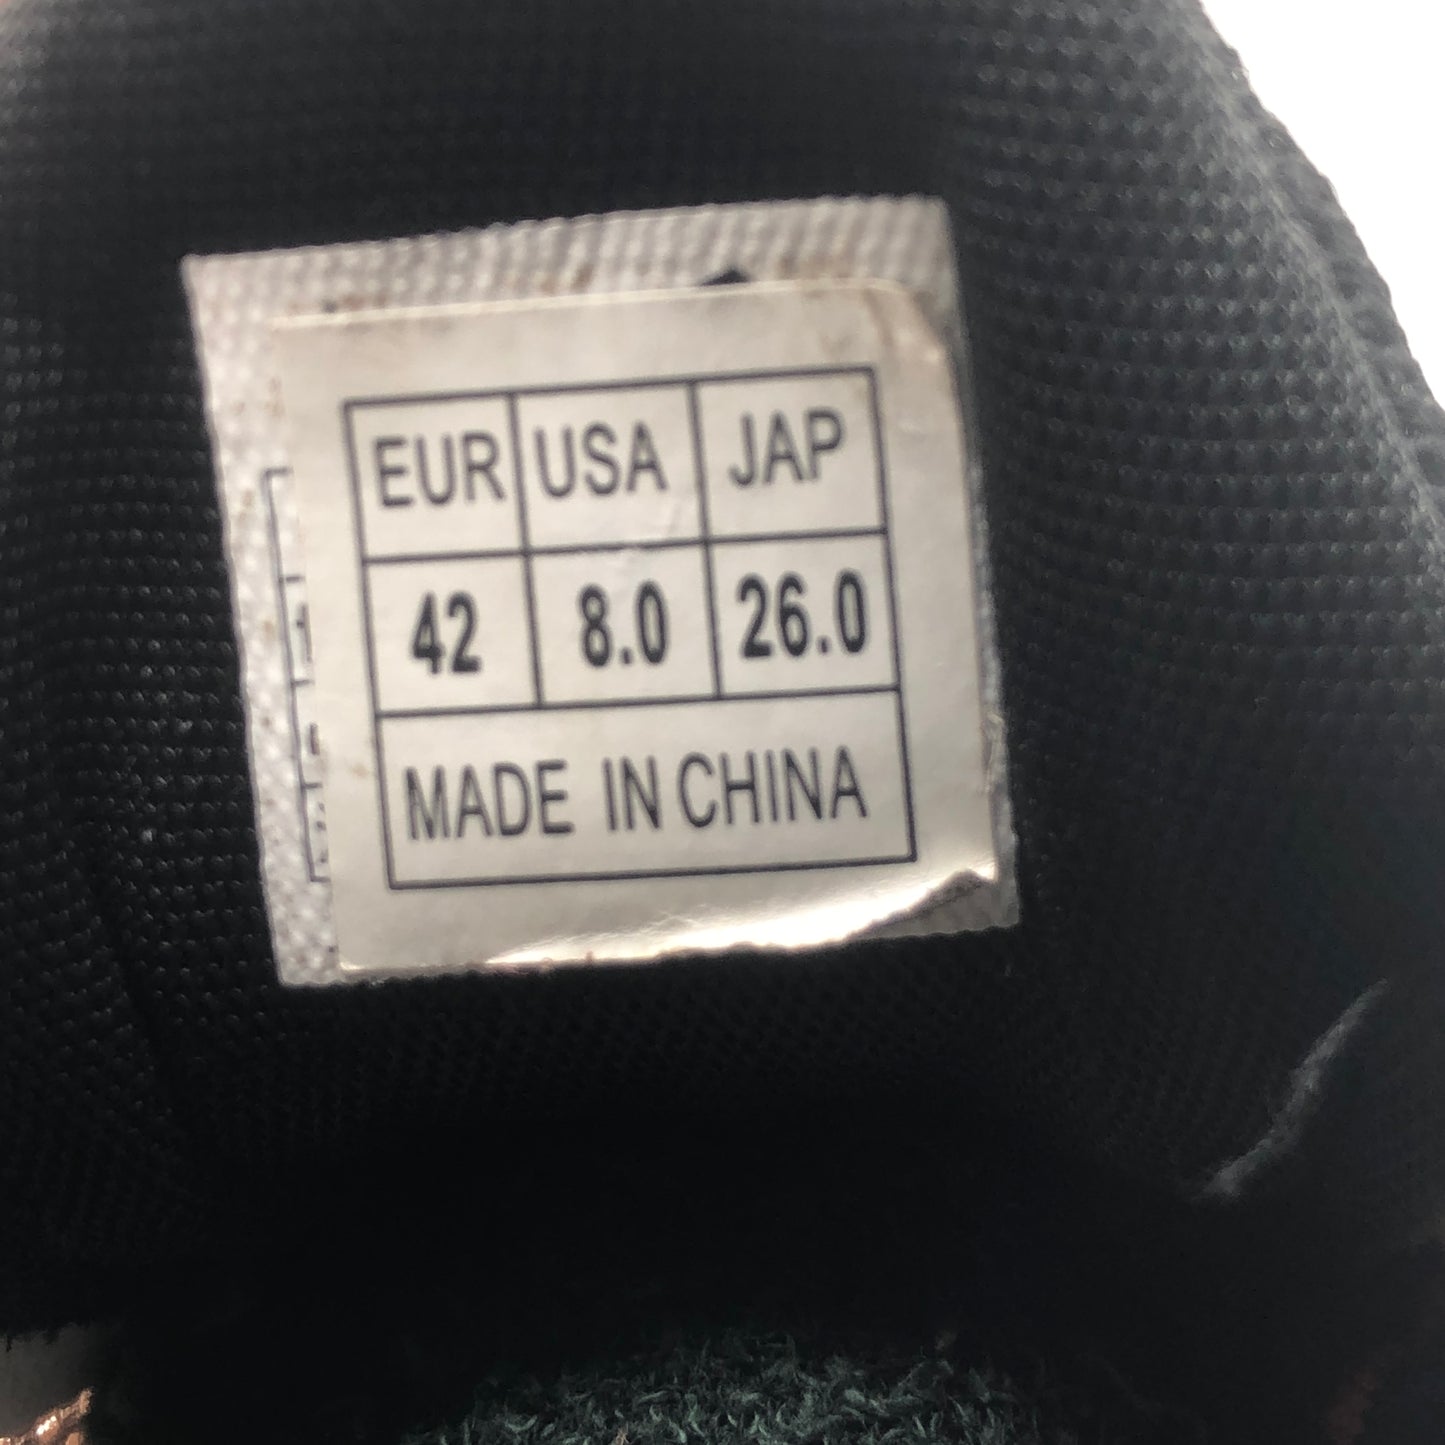 EUR USA JAP
42 8.0 26.0
MADE IN CHINA